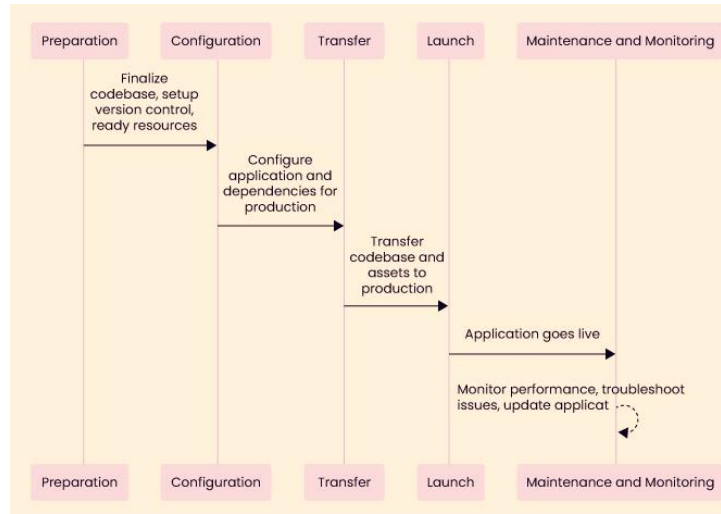 Preparation
Configuration
Transfer
Launch
Maintenance and Monitoring
Finalize
codebase, setup
version control,
ready resources
Configure
application and
dependencies for
production
Transfer
codebase and
assets to
production
Application goes live
Monitor performance, troubleshoot
issues, update applicat
Preparation
Configuration
Transfer
Launch
Maintenance and Monitoring